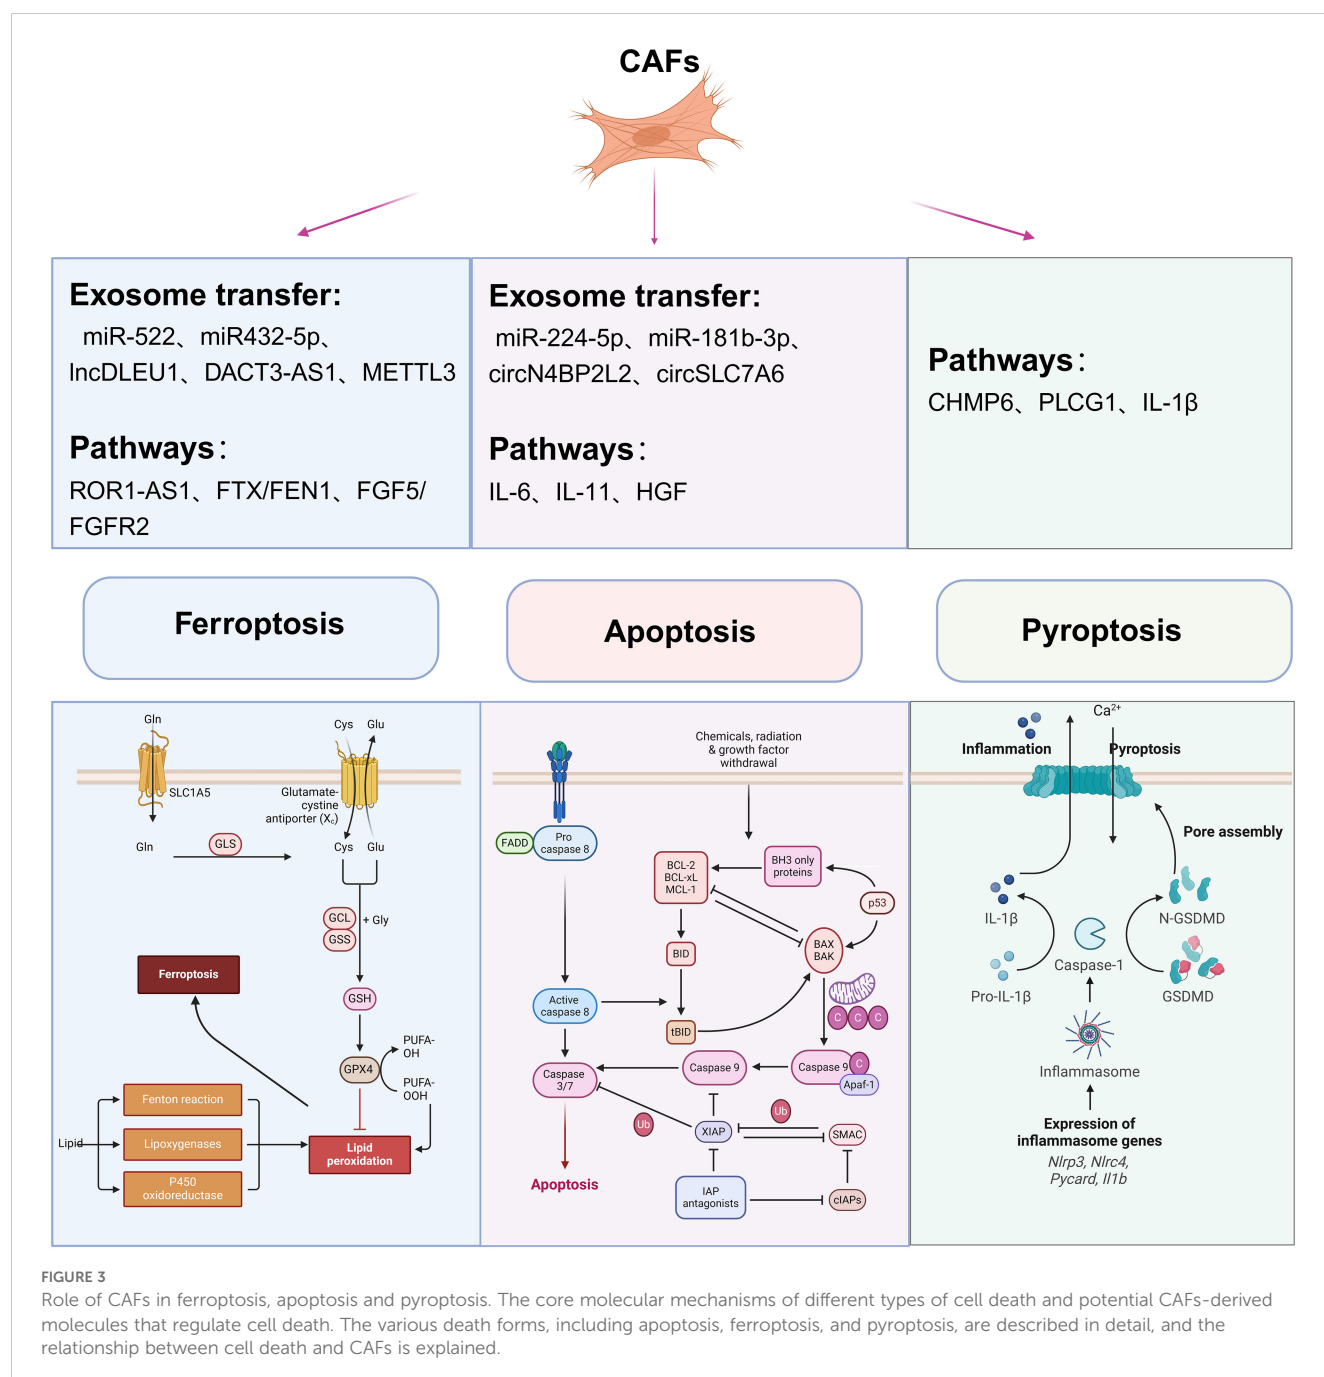 CAFs
Exosome transfer:
miR-522、miR432-5p、
lncDLEU1、DACT3-AS1、METTL3
Pathways：
ROR1-AS1、FTX/FEN1、FGF5/
FGFR2
Exosome transfer:
miR-224-5p、miR-181b-3p、
circN4BP2L2、circSLC7A6
Pathways：
IL-6、IL-11、HGF
Pathways：
CHMP6、PLCG1、IL-1β
Ferroptosis
Apoptosis
Pyroptosis
Gln
SLC1A5
Gln
GLS
Cys
Glu
Glutamate-
cystine
antiporter (Xc)
Cys
Glu
GCL
GSS
+ Gly
GSH
GPX4
PUFA-
OH
PUFA-
OOH
Ferroptosis
Lipid
Fenton reaction
Lipoxygenases
P450
oxidoreductase
Lipid
peroxidation
Chemicals, radiation
& growth factor
withdrawal
FADD
Pro
caspase 8
BCL-2
BCL-xL
MCL-1
BH3 only
proteins
p53
BID
BAX
BAK
Active
caspase 8
tBID
C
C
C
Caspase
3/7
Caspase 9
Caspase 9
C
Apaf-1
Ub
XIAP
Ub
SMAC
IAP
antagonists
cIAPs
Apoptosis
Ca2+
Inflammation
Pyroptosis
Pore assembly
IL-1β
N-GSDMD
Caspase-1
Pro-IL-1β
GSDMD
Inflammasome
Expression of
inflammasome genes
Nlrp3, Nlrc4,
Pycard, Il1b
FIGURE 3
Role of CAFs in ferroptosis, apoptosis and pyroptosis. The core molecular mechanisms of different types of cell death and potential CAFs-derived
molecules that regulate cell death. The various death forms, including apoptosis, ferroptosis, and pyroptosis, are described in detail, and the
relationship between cell death and CAFs is explained.